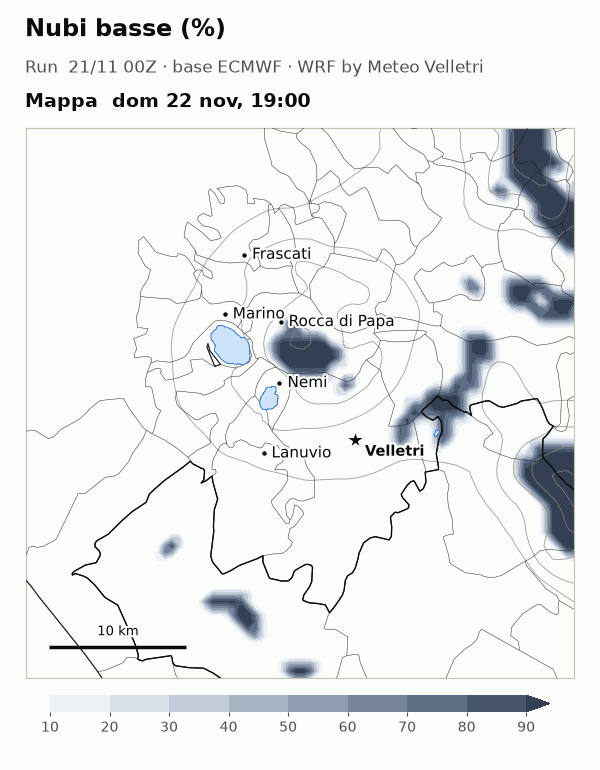 Nubi basse (%)
Run 21/11 00Z · base ECMWF · WRF by Meteo Velletri
Mappa dom 22 nov, 19:00
Frascati
Marino
Rocca di Papa
Nemi
Velletri
Lanuvio
10 km
10 20 30 40 50 60 70 80 90